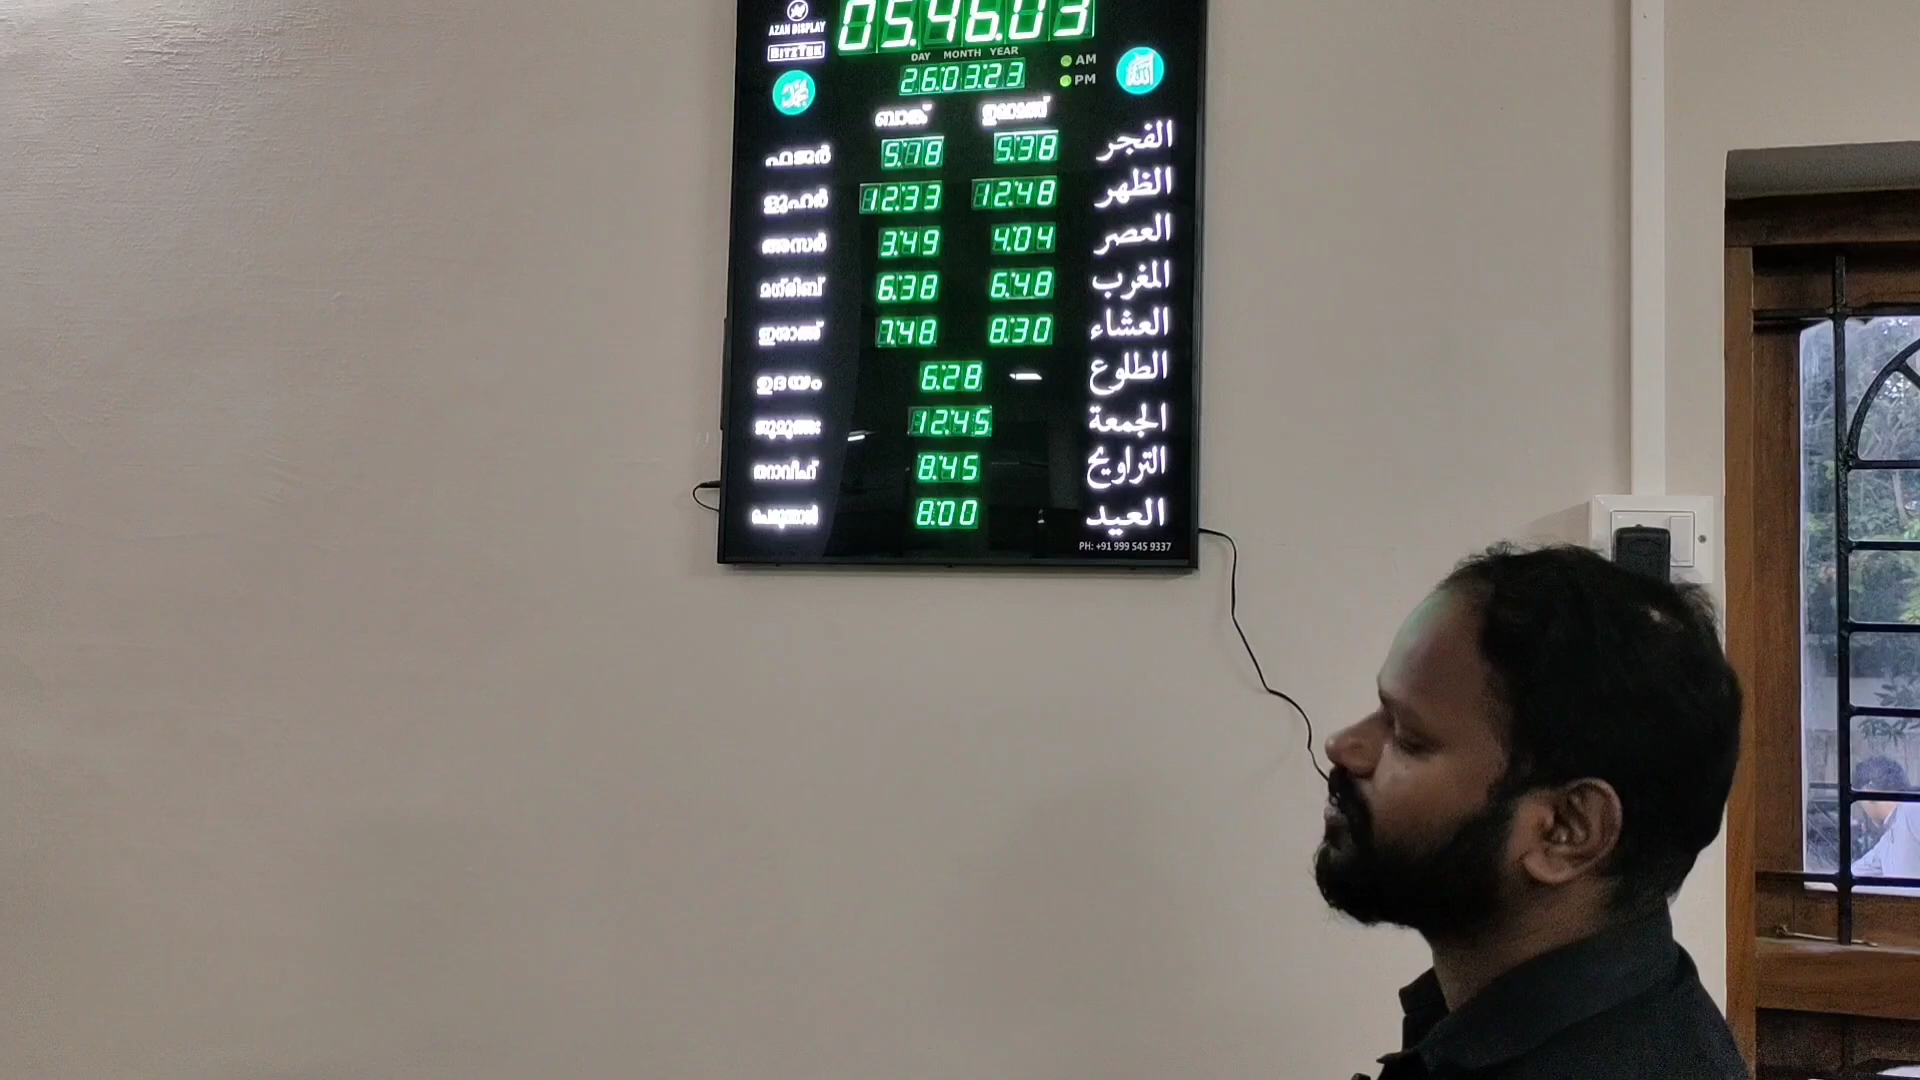 AZAN DISPLAY
BITZTEK
05.46.03
DAY MONTH YEAR
26.03.23
AM
PM
ബാങ്ക് ഇഖാമത്ത്
ഫജർ 5.18 5.38 الفجر
ളുഹർ 12.33 12.48 الظهر
അസർ 3.49 4.04 العصر
മഗ്‌രിബ് 6.38 6.48 المغرب
ഇശാഅ് 7.48 8.30 العشاء
ഉദയം 6.28 الطلوع
ജുമുഅഃ 12.45 الجمعة
തറാവീഹ് 8.45 التراويح
പെരുന്നാൾ 8.00 العيد
PH: +91 999 545 9337